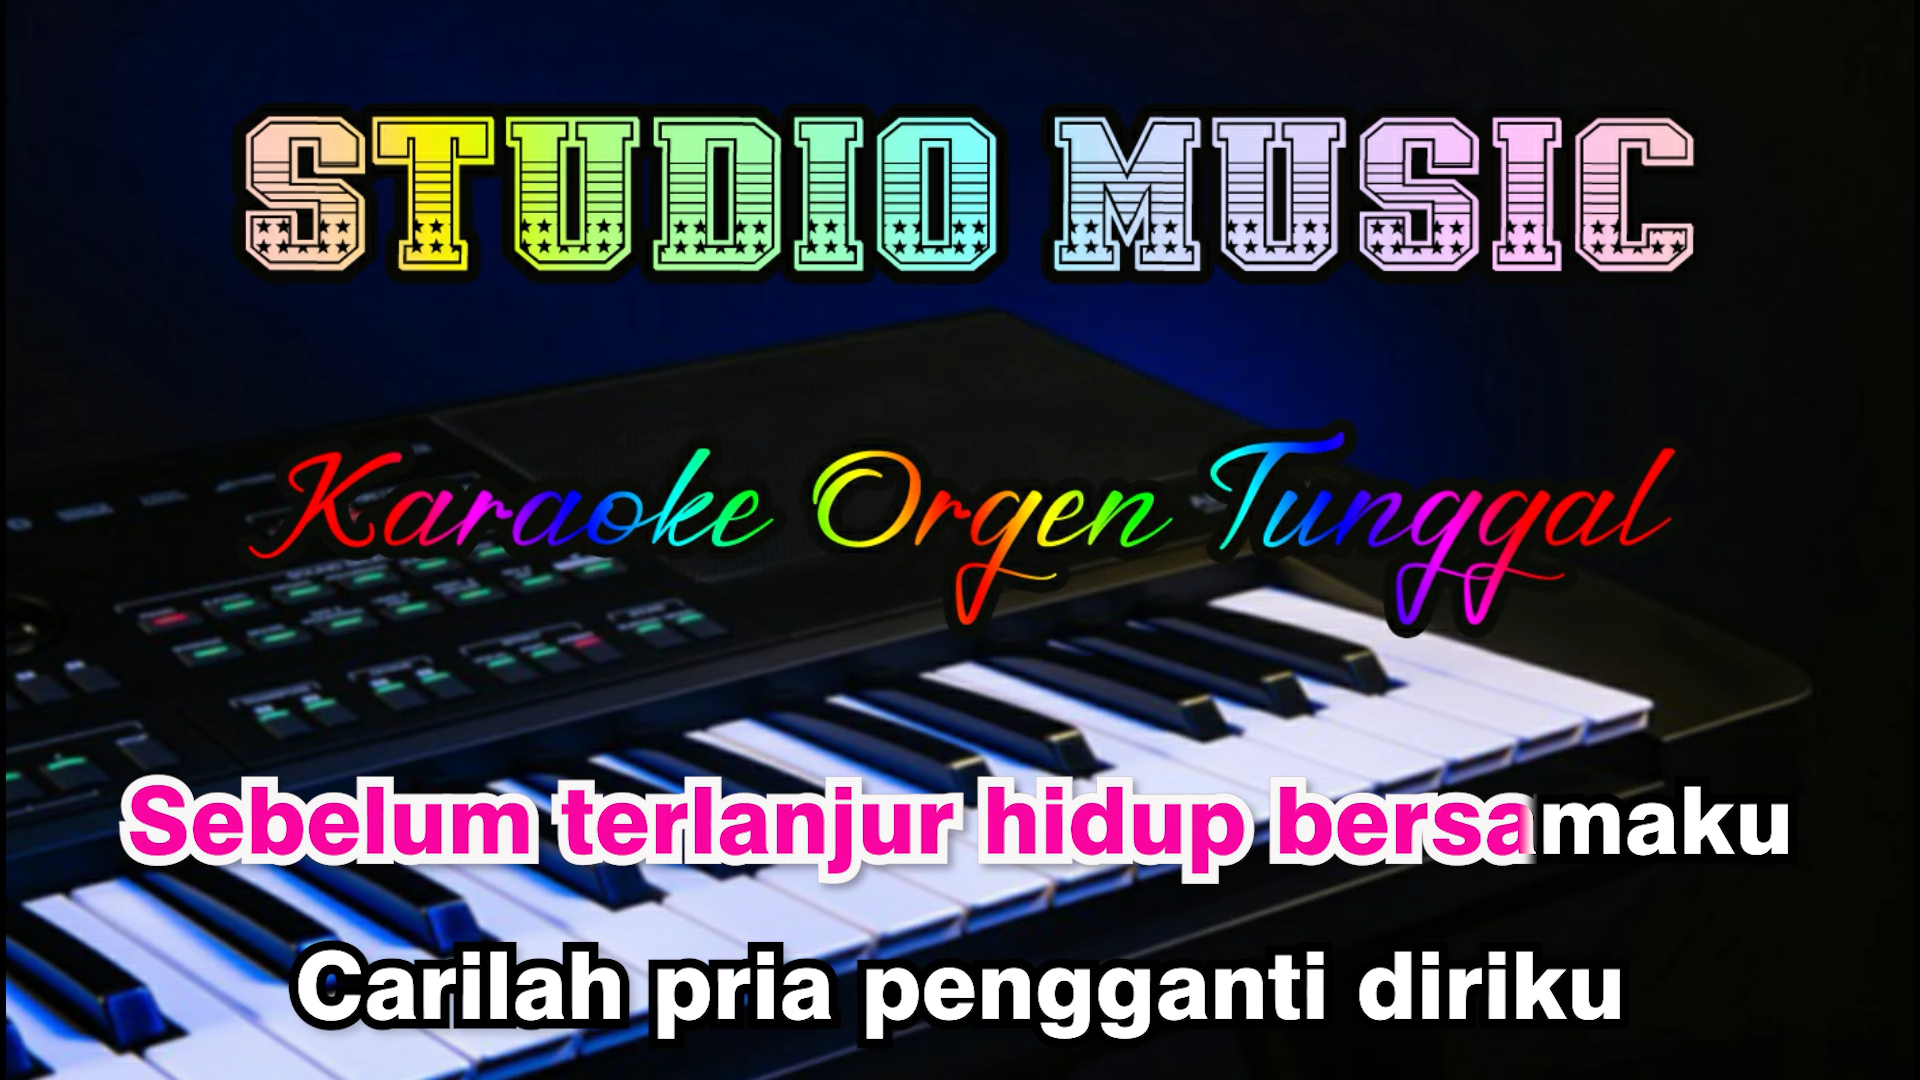 STUDIO MUSIC
Karaoke Orgen Tunggal
Sebelum terlanjur hidup bersamaku
Carilah pria pengganti diriku